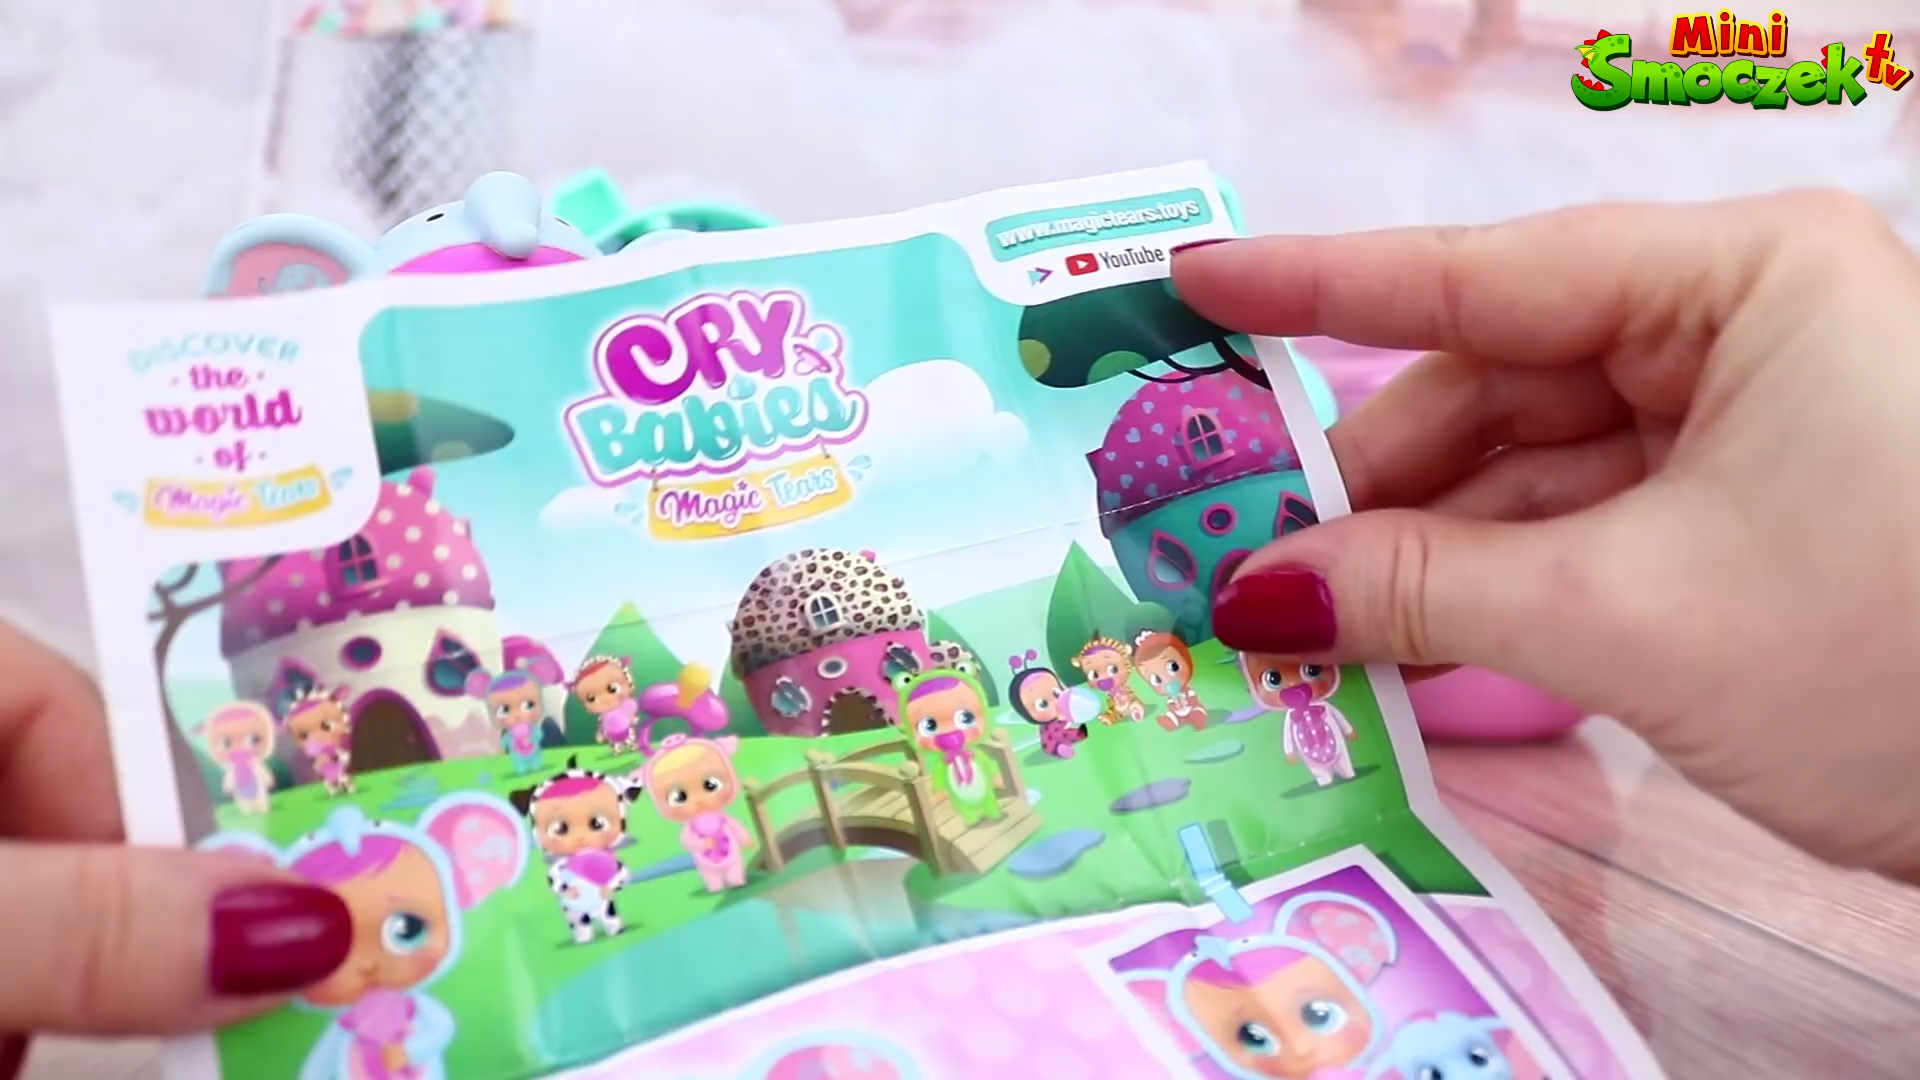 Mini
Smoczek tv
www.magictears.toys
YouTube
DISCOVER
· the ·
world
· of ·
Magic Tears
CRY
Babies
Magic Tears